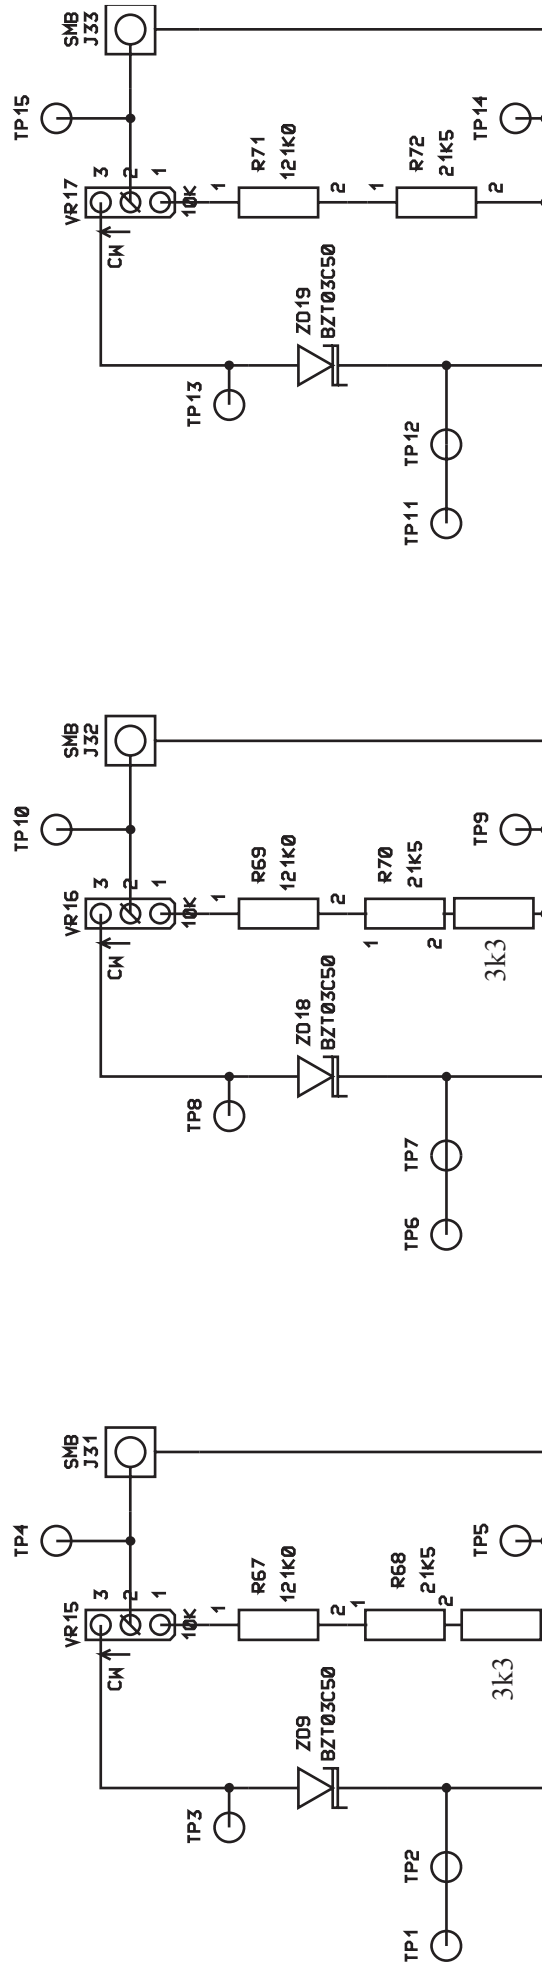 SMB
J33
TP15
TP14
VR17
3
2
1
10K
CW
1
R71
121K0
2
1
R72
21K5
2
ZD19
BZT03C50
TP13
TP12
TP11
SMB
J32
TP10
TP9
VR16
3
2
1
10K
CW
1
R69
121K0
2
1
R70
21K5
2
3k3
ZD18
BZT03C50
TP8
TP7
TP6
SMB
J31
TP4
TP5
VR15
3
2
1
10K
CW
1
R67
121K0
2
1
R68
21K5
2
3k3
ZD9
BZT03C50
TP3
TP2
TP1